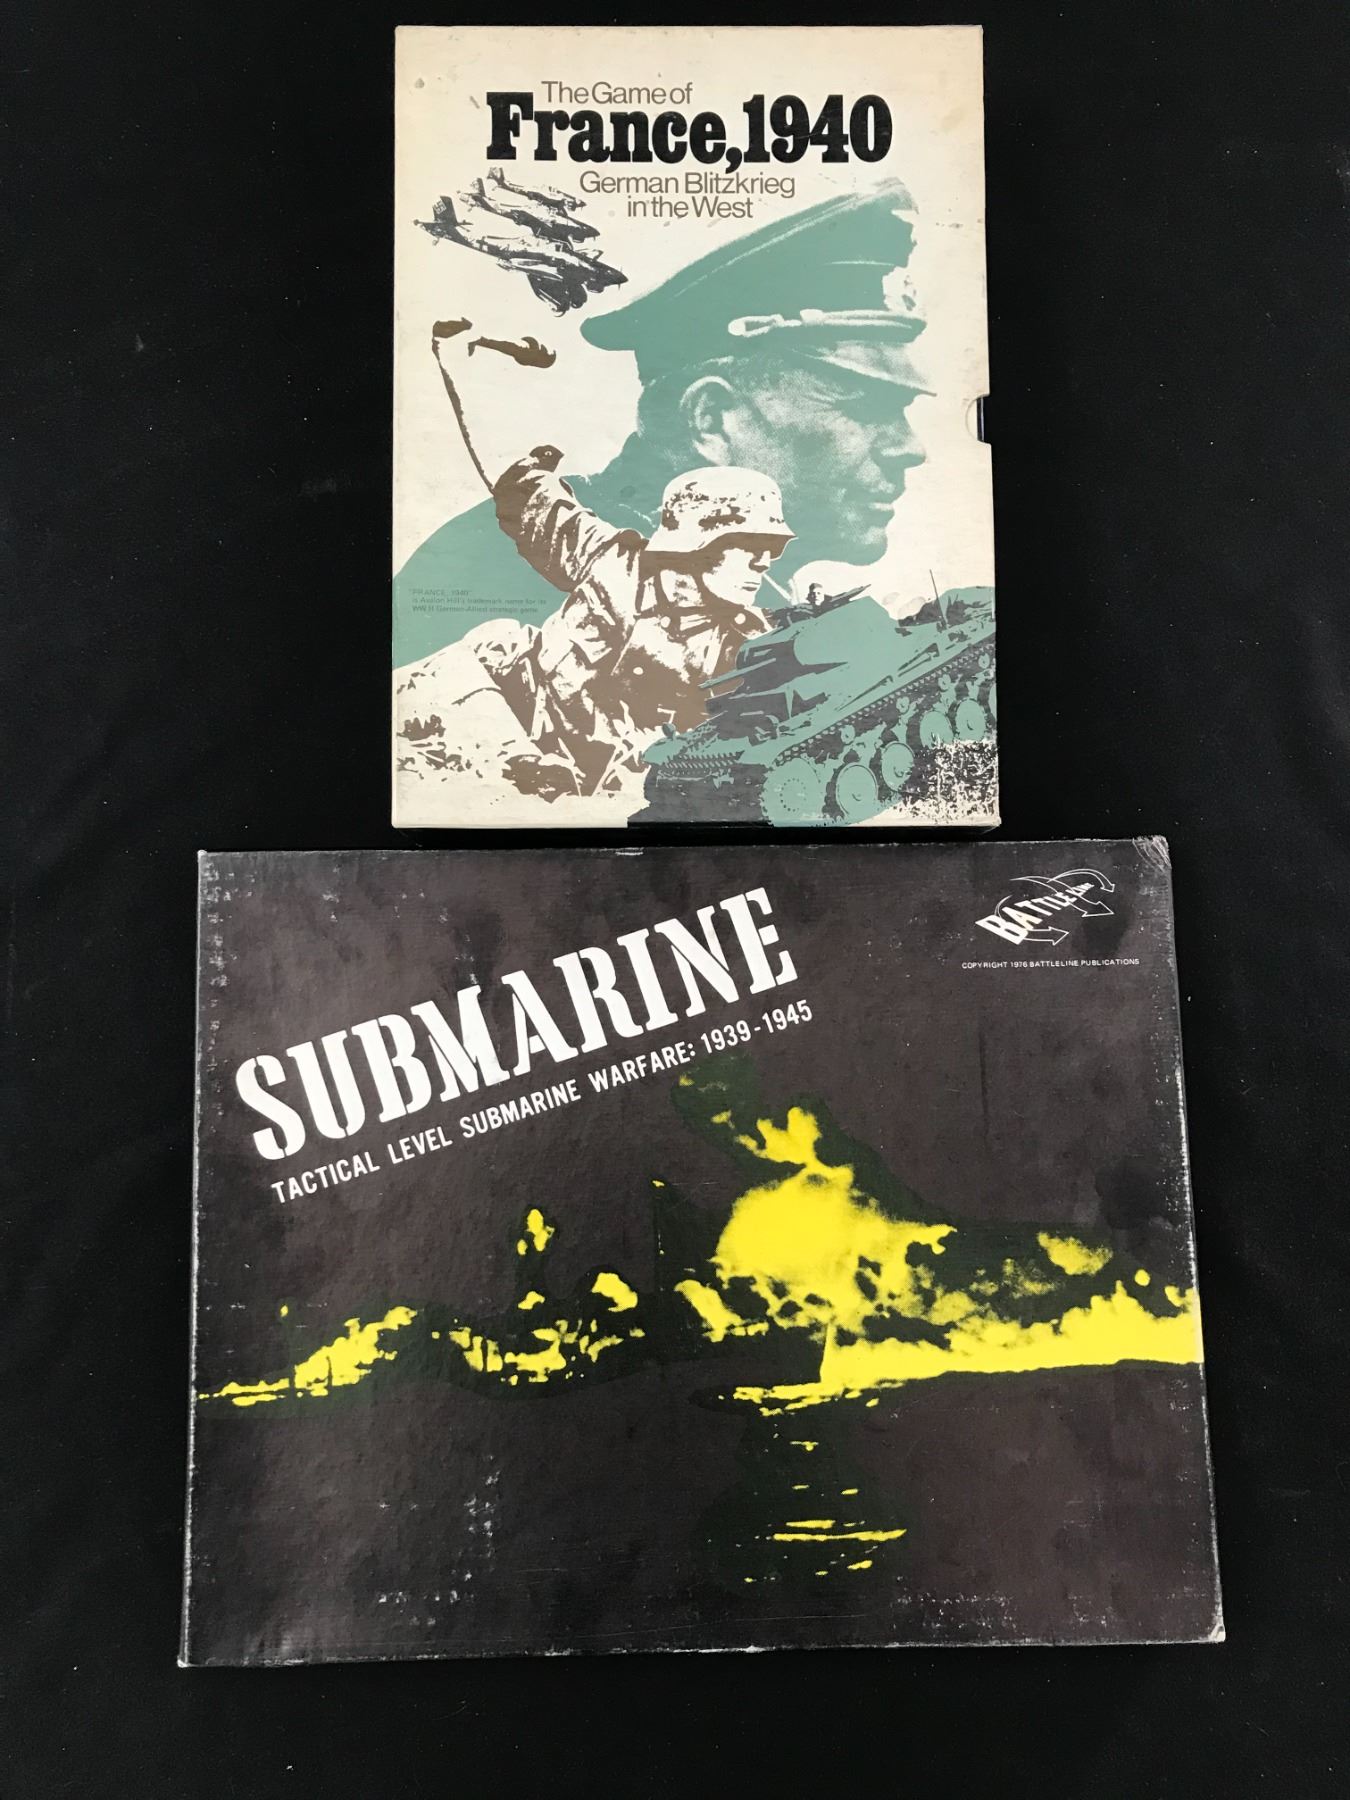 The Game of
France, 1940
German Blitzkrieg
in the West
"FRANCE, 1940"
is Avalon Hill's trademark name for its
WW II German-Allied strategic game
BATTLELINE
COPYRIGHT 1976 BATTLELINE PUBLICATIONS
SUBMARINE
TACTICAL LEVEL SUBMARINE WARFARE: 1939-1945